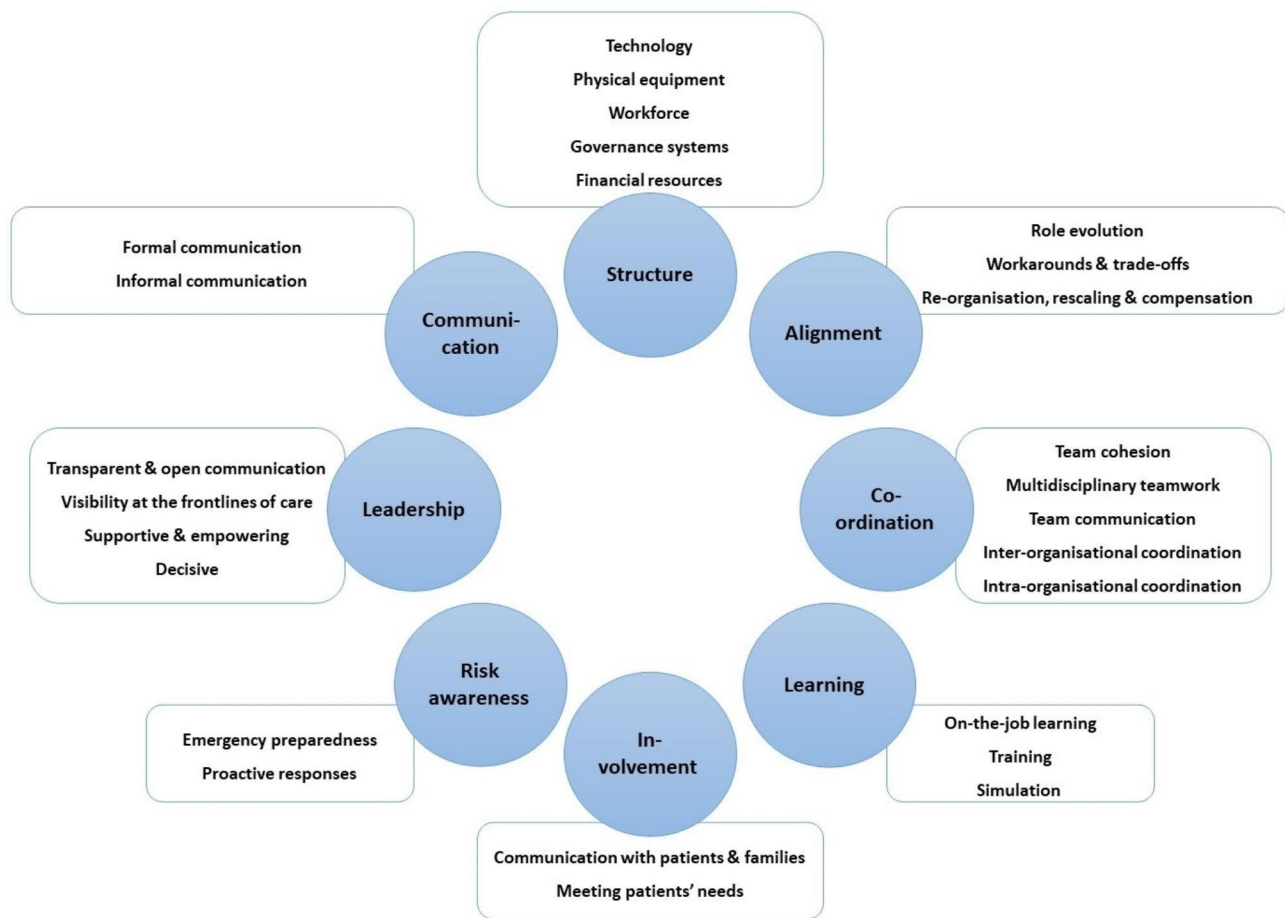 Technology
Physical equipment
Workforce
Governance systems
Financial resources
Structure
Role evolution
Workarounds & trade-offs
Re-organisation, rescaling & compensation
Alignment
Team cohesion
Multidisciplinary teamwork
Team communication
Inter-organisational coordination
Intra-organisational coordination
Co-
ordination
On-the-job learning
Training
Simulation
Learning
In-
volvement
Communication with patients & families
Meeting patients’ needs
Risk
awareness
Emergency preparedness
Proactive responses
Leadership
Transparent & open communication
Visibility at the frontlines of care
Supportive & empowering
Decisive
Communi-
cation
Formal communication
Informal communication